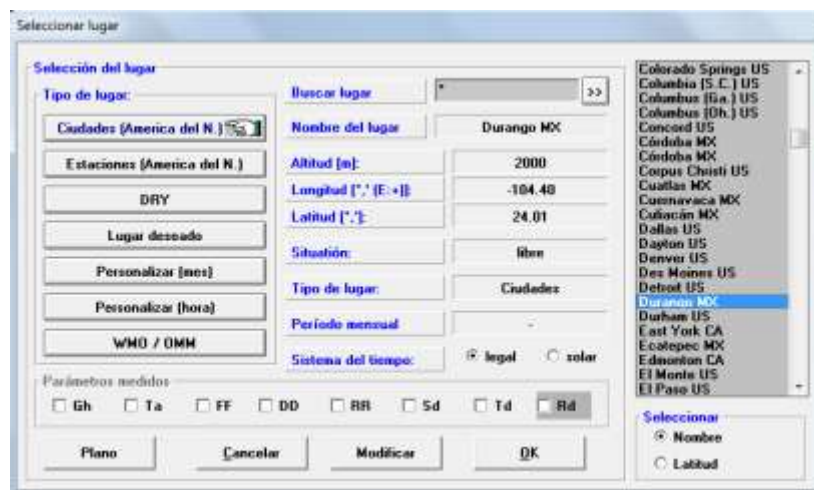 Seleccionar lugar
Selección del lugar
Tipo de lugar:
Ciudades (America del N.)
Estaciones (America del N.)
DRY
Lugar deseado
Personalizar (mes)
Personalizar (hora)
WMO / OMM
Buscar lugar
*
>>
Nombre del lugar
Durango MX
Altitud [m]:
2000
Longitud [°,' (E:+)]:
-104.40
Latitud [°,']:
24.01
Situatión:
libre
Tipo de lugar:
Ciudades
Período mensual
-
Sistema del tiempo:
legal
solar
Parámetros medidos
Gh
Ta
FF
DD
RR
Sd
Td
Rd
Plano
Cancelar
Modificar
OK
Colorado Springs US
Columbia (S.C.) US
Columbus (Ga.) US
Columbus (Oh.) US
Concord US
Córdoba MX
Córdoba MX
Corpus Christi US
Cuatlas MX
Cuernavaca MX
Culiacán MX
Dallas US
Dayton US
Denver US
Des Moines US
Detroit US
Durango MX
Durham US
East York CA
Ecatepec MX
Edmonton CA
El Monte US
El Paso US
Seleccionar
Nombre
Latitud